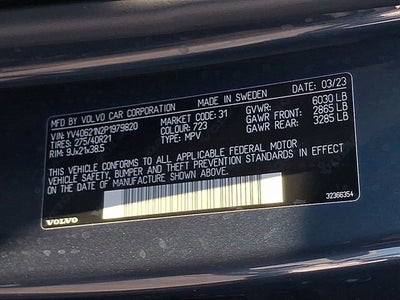 MFD BY VOLVO CAR CORPORATION MADE IN SWEDEN DATE: 03/23
VIN: YV40621N2P1979820 MARKET CODE: 31 GVWR: 6030 LB
TIRES: 275/40R21 COLOUR: 723 GAWR FRONT: 2865 LB
RIM: 9Jx21x38.5 TYPE: MPV GAWR REAR: 3285 LB
THIS VEHICLE CONFORMS TO ALL APPLICABLE FEDERAL MOTOR
VEHICLE SAFETY, BUMPER AND THEFT PREVENTION STANDARDS IN EFFECT
ON THE DATE OF MANUFACTURE SHOWN ABOVE.
VOLVO 32366354